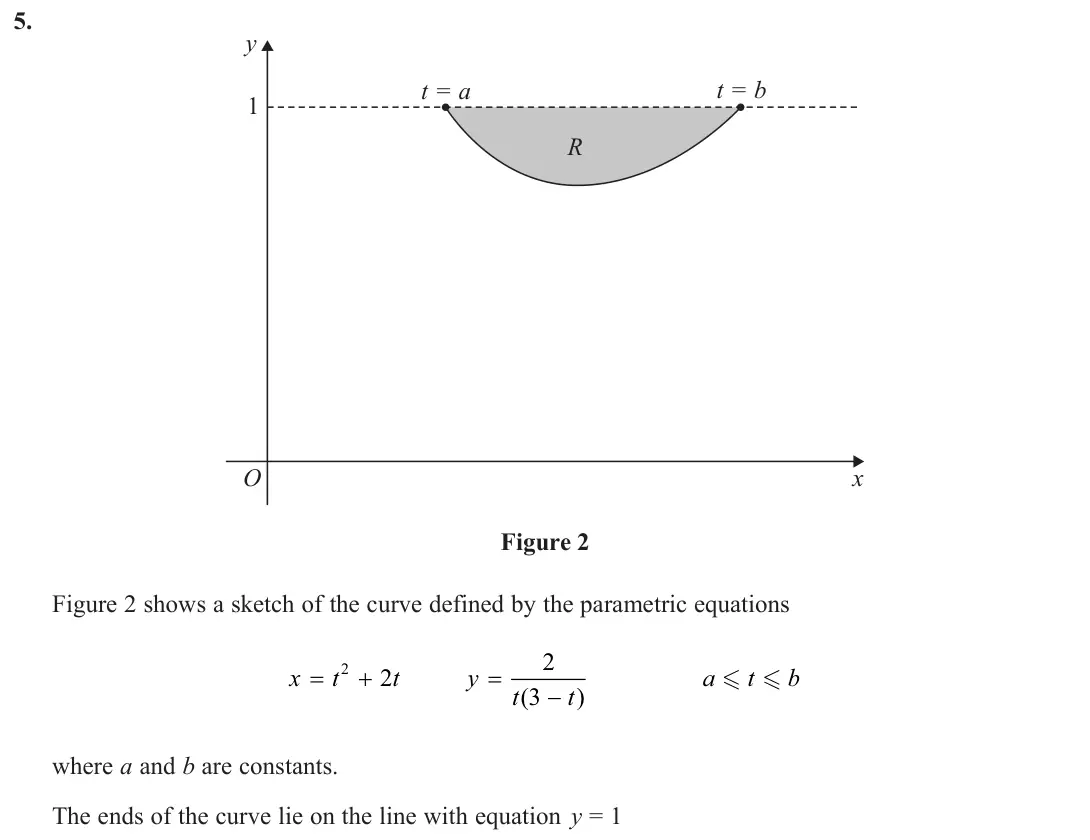 5.
y
t = a
t = b
1
R
O
x
Figure 2
Figure 2 shows a sketch of the curve defined by the parametric equations
x = t² + 2t     y = 2/(t(3 − t))     a ⩽ t ⩽ b
where a and b are constants.
The ends of the curve lie on the line with equation y = 1